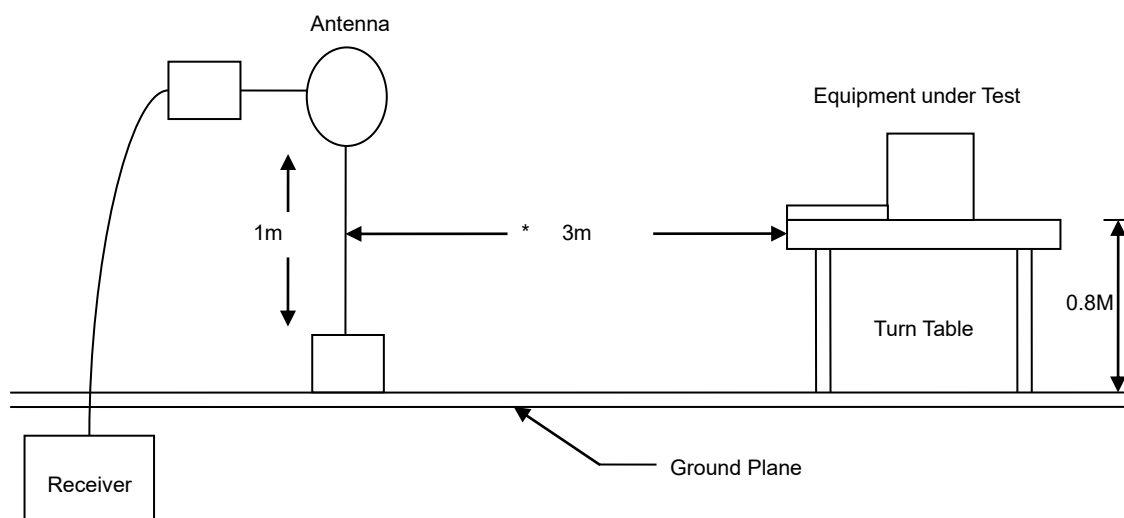 Antenna
Equipment under Test
1m
* 3m
0.8M
Turn Table
Ground Plane
Receiver